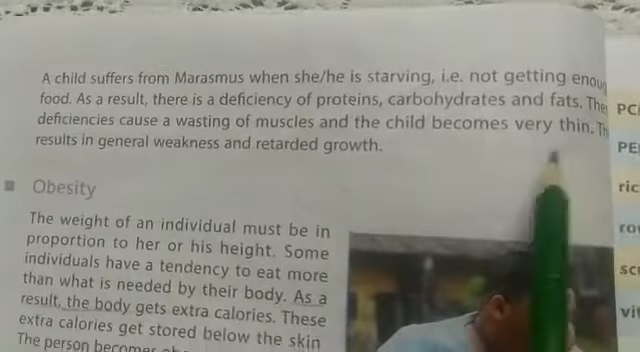 A child suffers from Marasmus when she/he is starving, i.e. not getting enoug
food. As a result, there is a deficiency of proteins, carbohydrates and fats. The
deficiencies cause a wasting of muscles and the child becomes very thin. Th
results in general weakness and retarded growth.
Obesity
The weight of an individual must be in
proportion to her or his height. Some
individuals have a tendency to eat more
than what is needed by their body. As a
result, the body gets extra calories. These
extra calories get stored below the skin
The person becomes
PE
ric
sc
vit